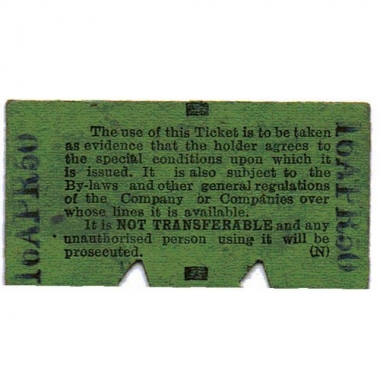 The use of this Ticket is to be taken
as evidence that the holder agrees to
the special conditions upon which it
is issued. It is also subject to the
By-laws and other general regulations
of the Company or Companies over
whose lines it is available.
It is NOT TRANSFERABLE and any
unauthorised person using it will be
prosecuted. (N)
16APR50
16APR50